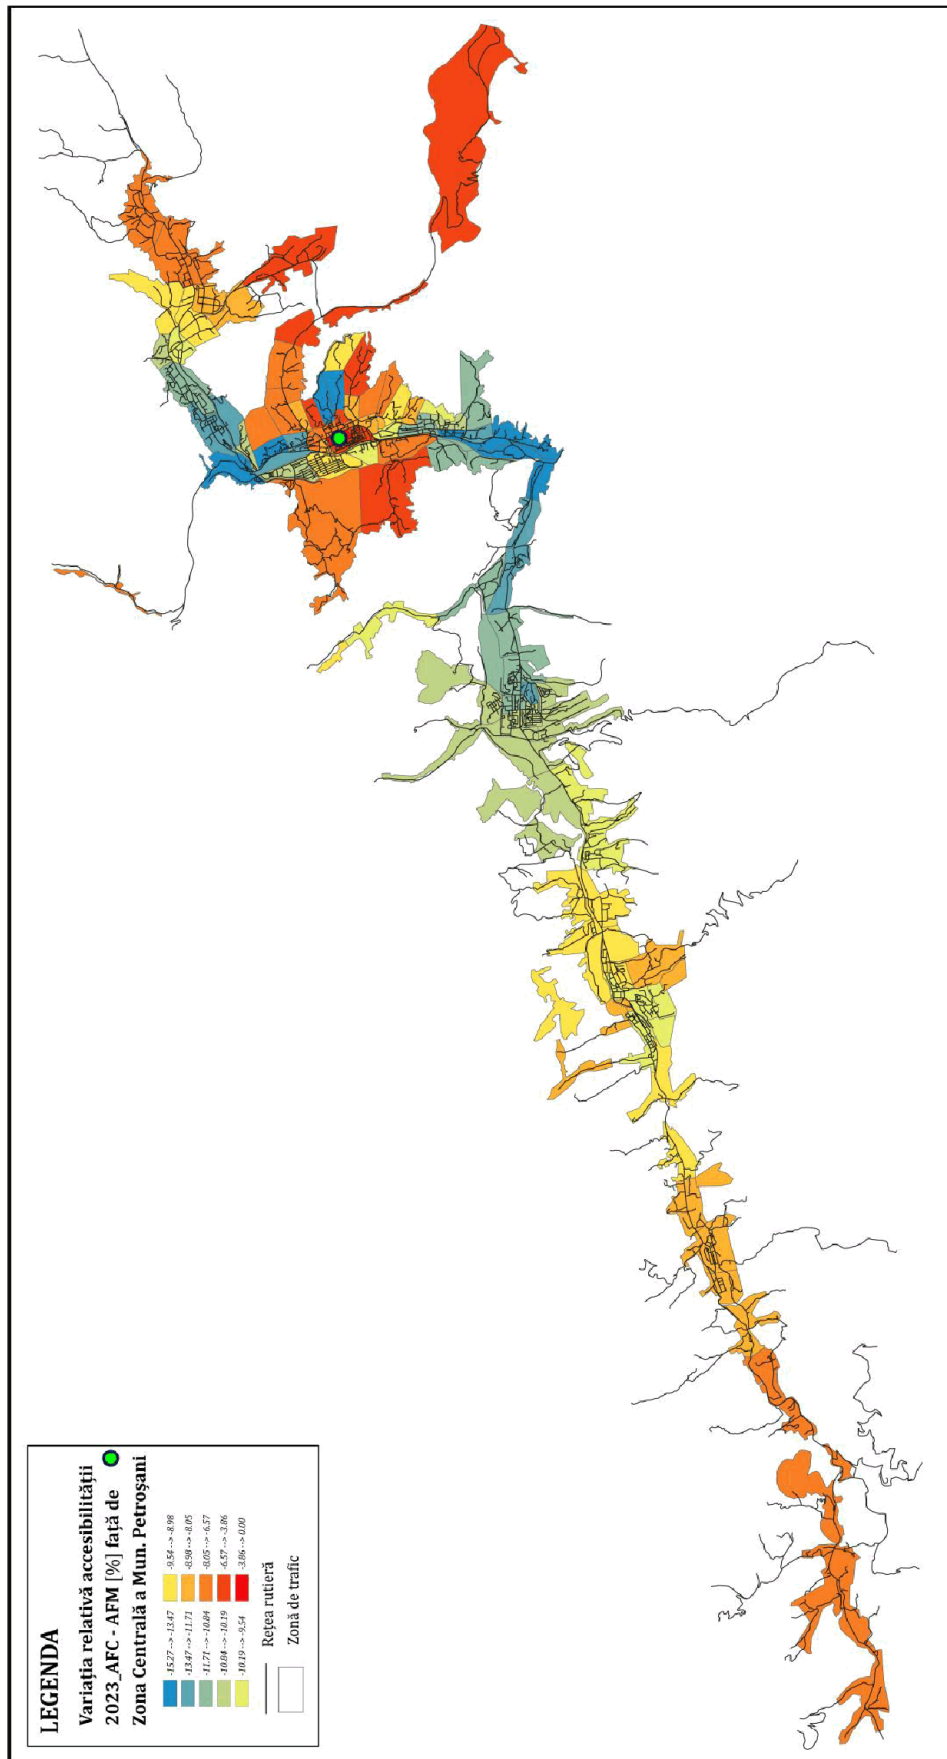 LEGENDA
Variația relativă accesibilității
2023_AFC - AFM [%] față de
Zona Centrală a Mun. Petroșani
-15.27 --> -13.47
-13.47 --> -11.71
-11.71 --> -10.84
-10.84 --> -10.19
-10.19 --> -9.54
-9.54 --> -8.98
-8.98 --> -8.05
-8.05 --> -6.57
-6.57 --> -3.86
-3.86 --> 0.00
Rețea rutieră
Zonă de trafic